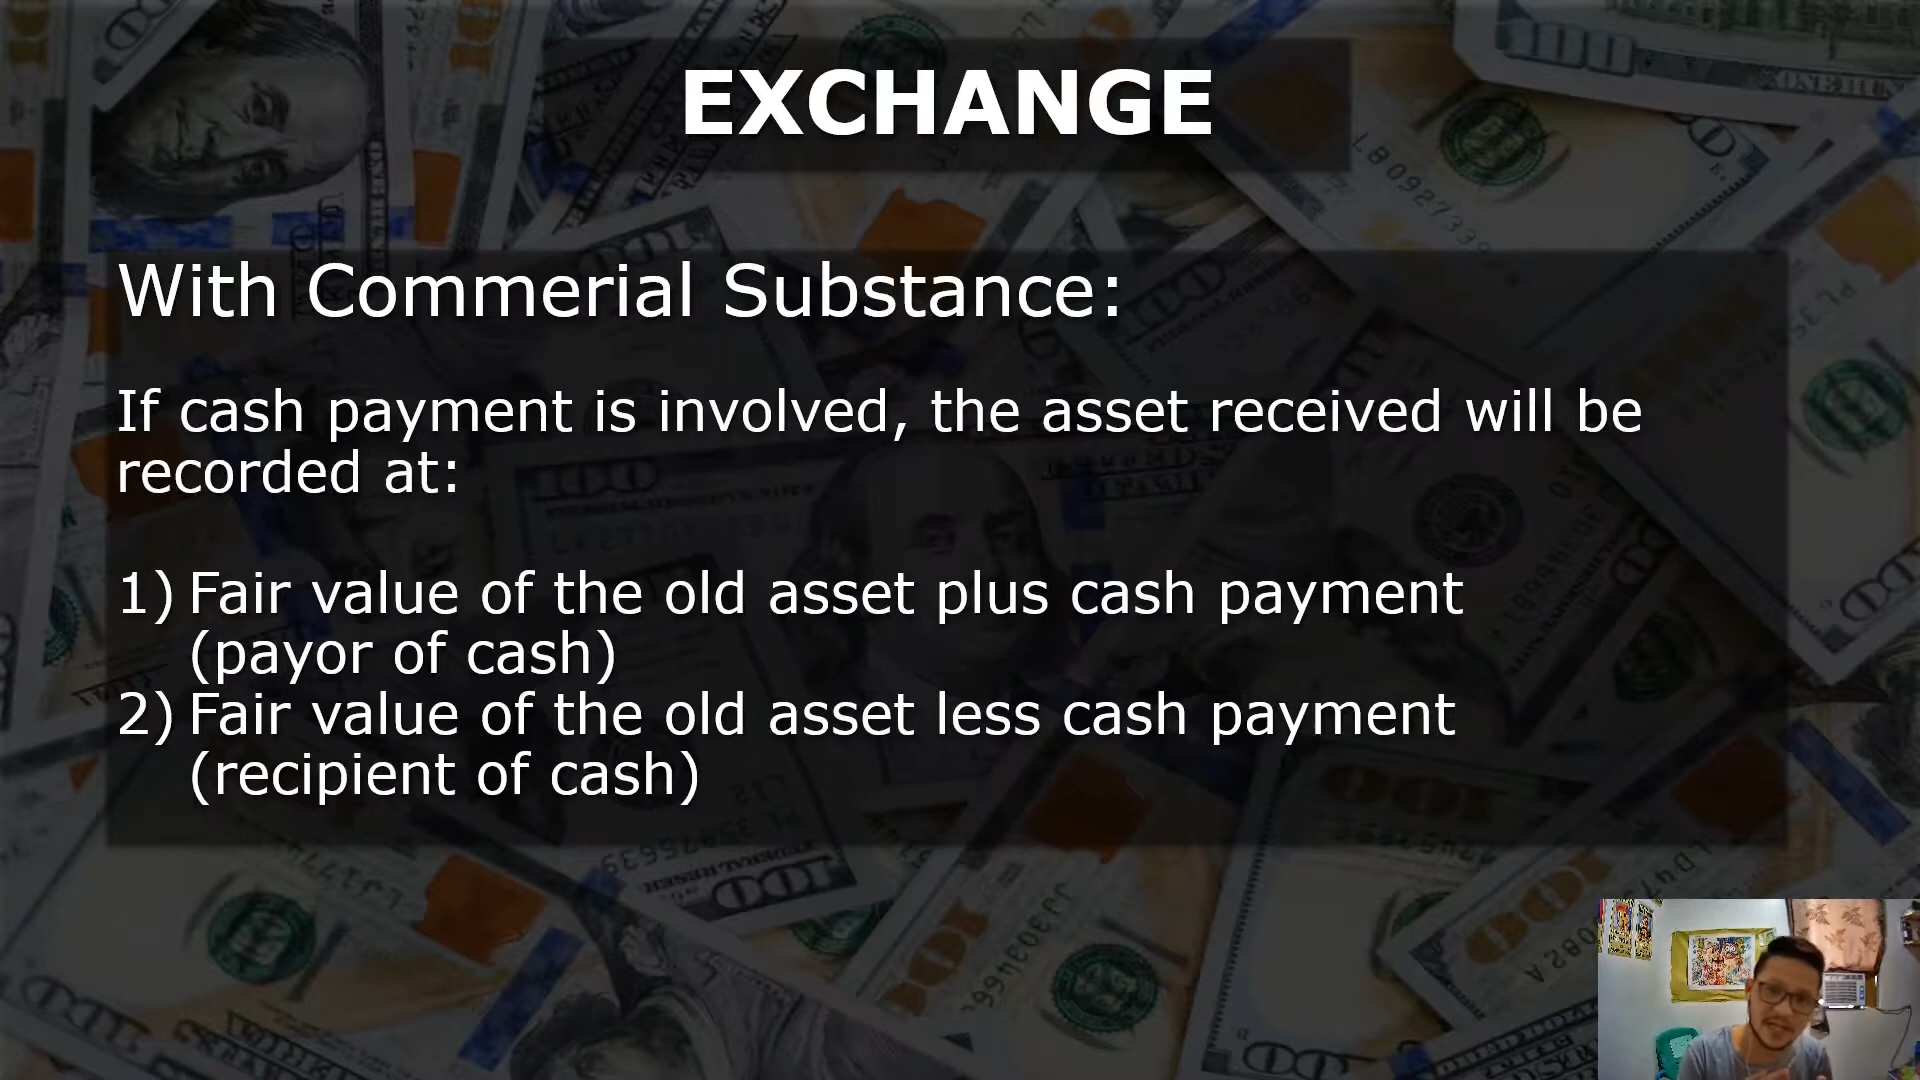 EXCHANGE
With Commerial Substance:
If cash payment is involved, the asset received will be
recorded at:
1) Fair value of the old asset plus cash payment
(payor of cash)
2) Fair value of the old asset less cash payment
(recipient of cash)